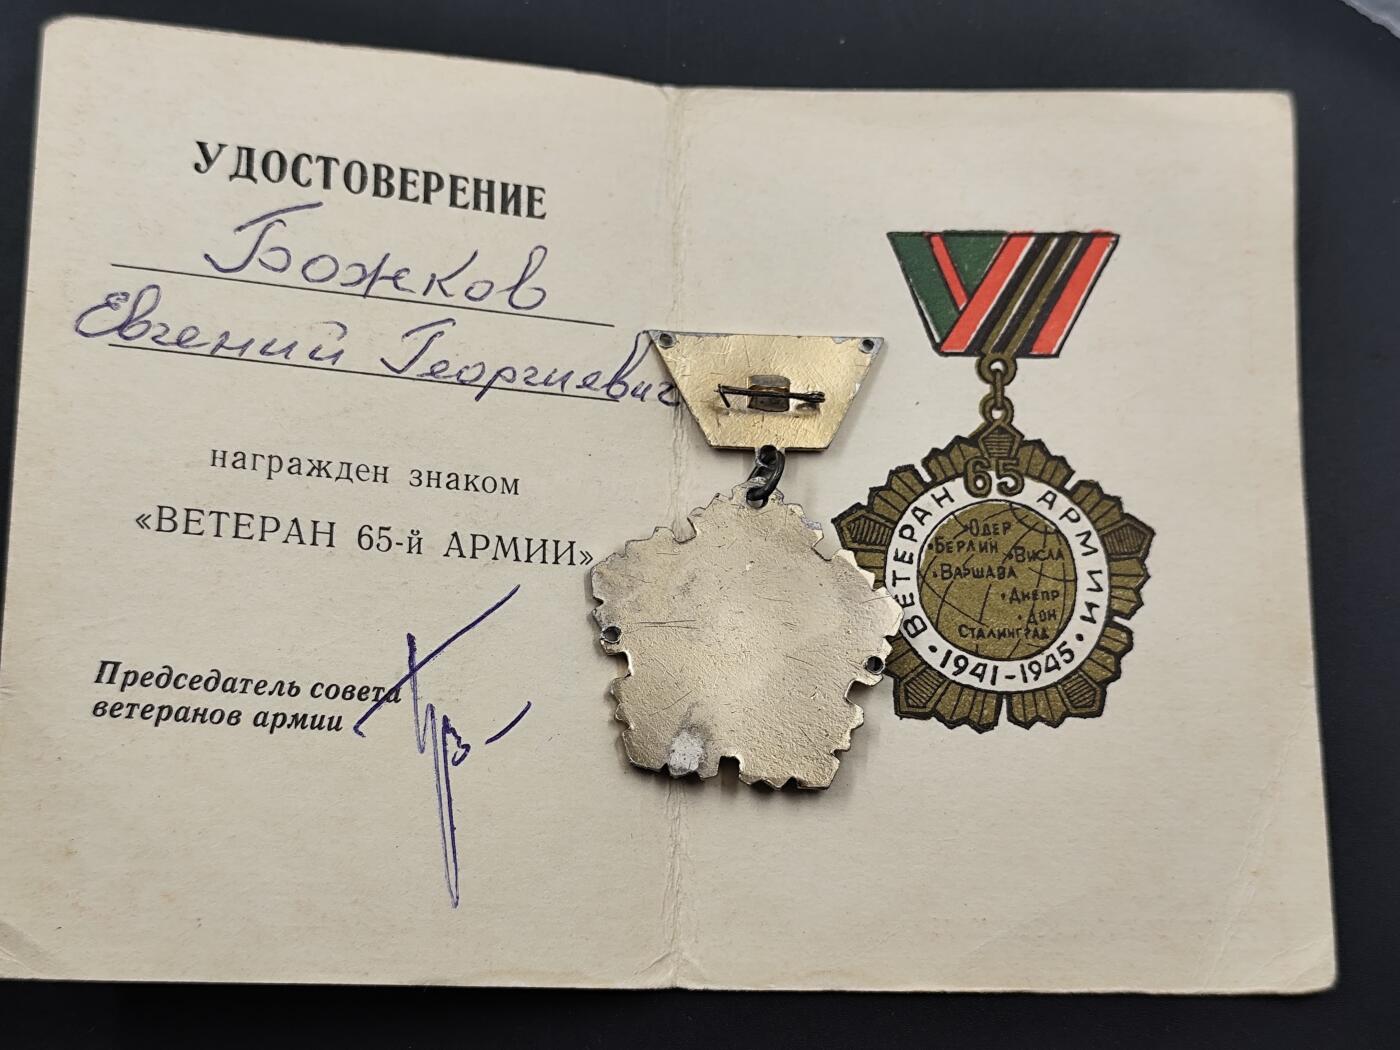 УДОСТОВЕРЕНИЕ
Божков
Евгений Георгиевич
награжден знаком
«ВЕТЕРАН 65-й АРМИИ»
Председатель совета
ветеранов армии
65
ВЕТЕРАН АРМИИ
ОДЕР
БЕРЛИН
ВИСЛА
ВАРШАВА
ДНЕПР
ДОН
СТАЛИНГРАД
1941-1945